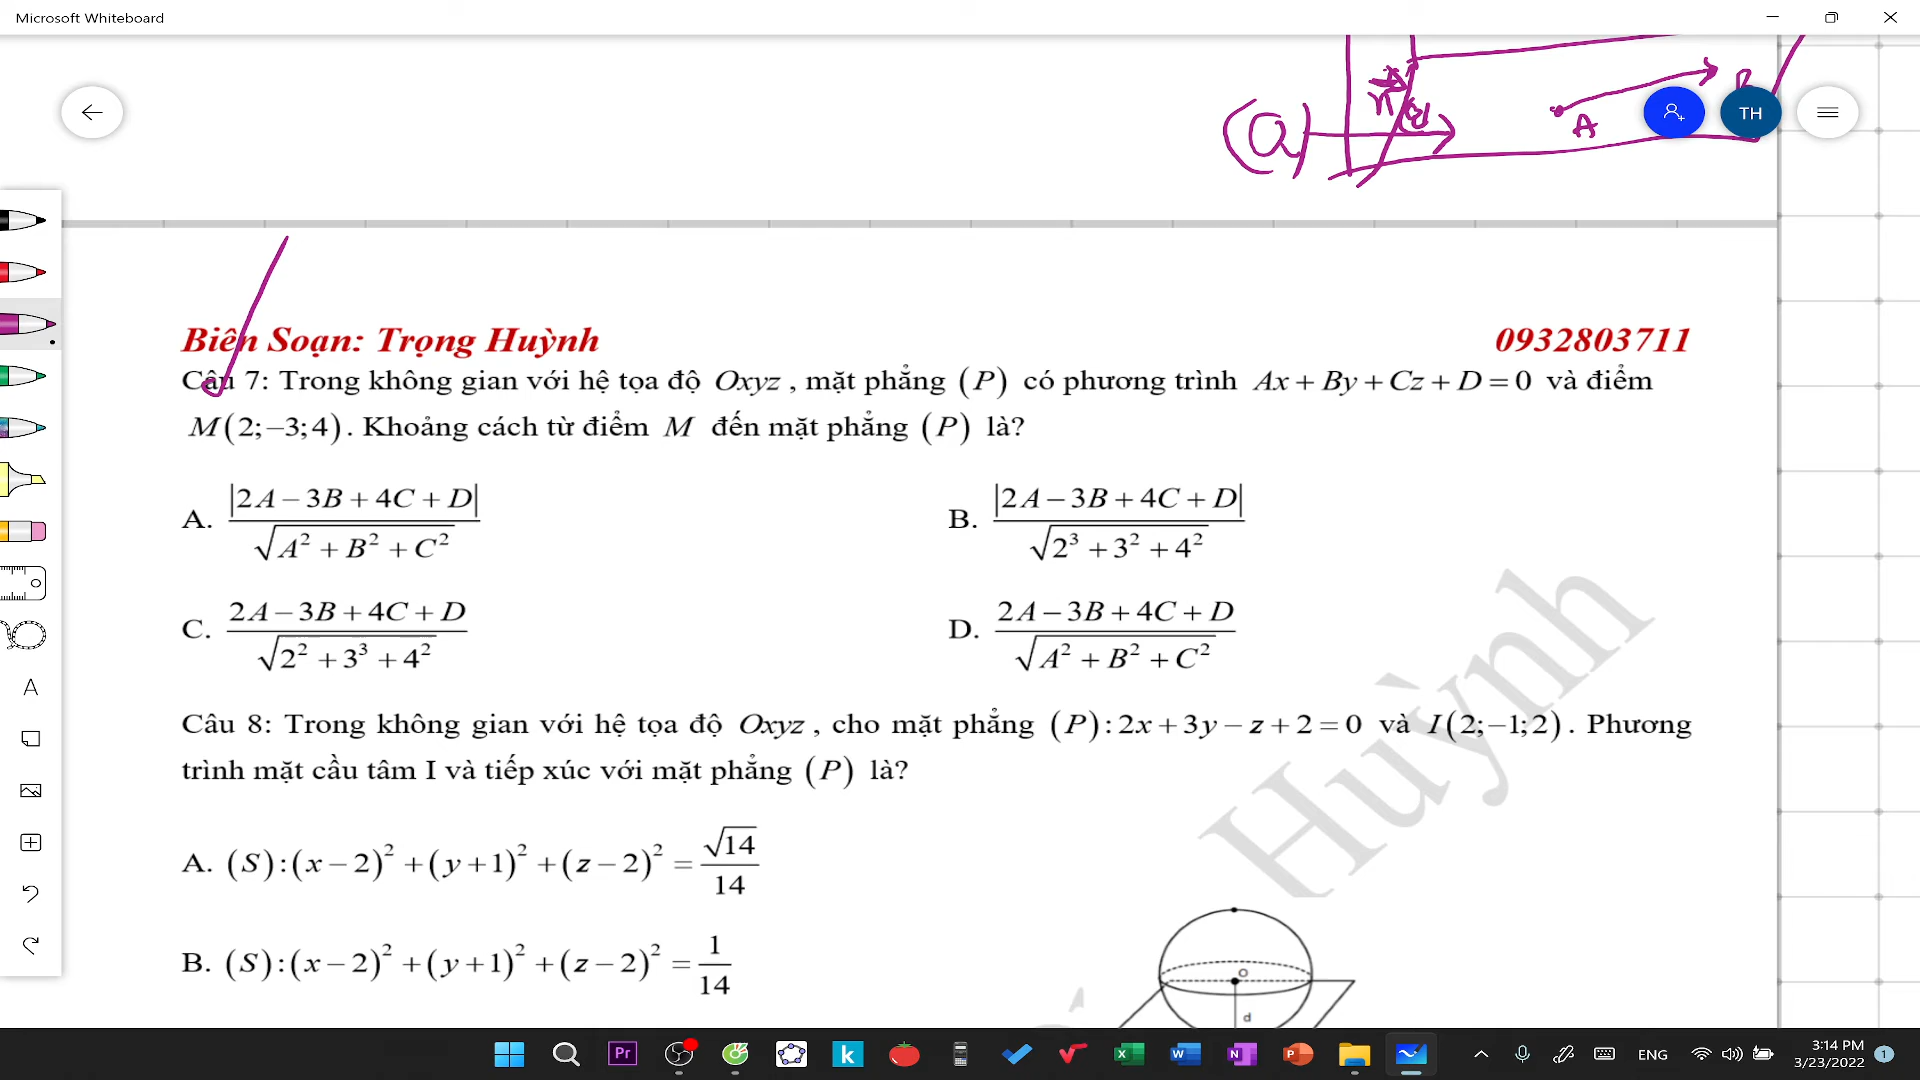 Microsoft Whiteboard
(Q)
A
B
TH
Biên Soạn: Trọng Huỳnh 0932803711
Câu 7: Trong không gian với hệ tọa độ Oxyz , mặt phẳng (P) có phương trình Ax + By + Cz + D = 0 và điểm
M(2;−3;4). Khoảng cách từ điểm M đến mặt phẳng (P) là?
A. |2A − 3B + 4C + D| / √(A² + B² + C²) B. |2A − 3B + 4C + D| / √(2³ + 3² + 4²)
C. (2A − 3B + 4C + D) / √(2² + 3³ + 4²) D. (2A − 3B + 4C + D) / √(A² + B² + C²)
Câu 8: Trong không gian với hệ tọa độ Oxyz , cho mặt phẳng (P): 2x + 3y − z + 2 = 0 và I(2;−1;2). Phương
trình mặt cầu tâm I và tiếp xúc với mặt phẳng (P) là?
A. (S): (x − 2)² + (y + 1)² + (z − 2)² = √14 / 14
B. (S): (x − 2)² + (y + 1)² + (z − 2)² = 1 / 14
Huỳnh
O
d
A
Pr
k
ENG
3:14 PM
3/23/2022
1